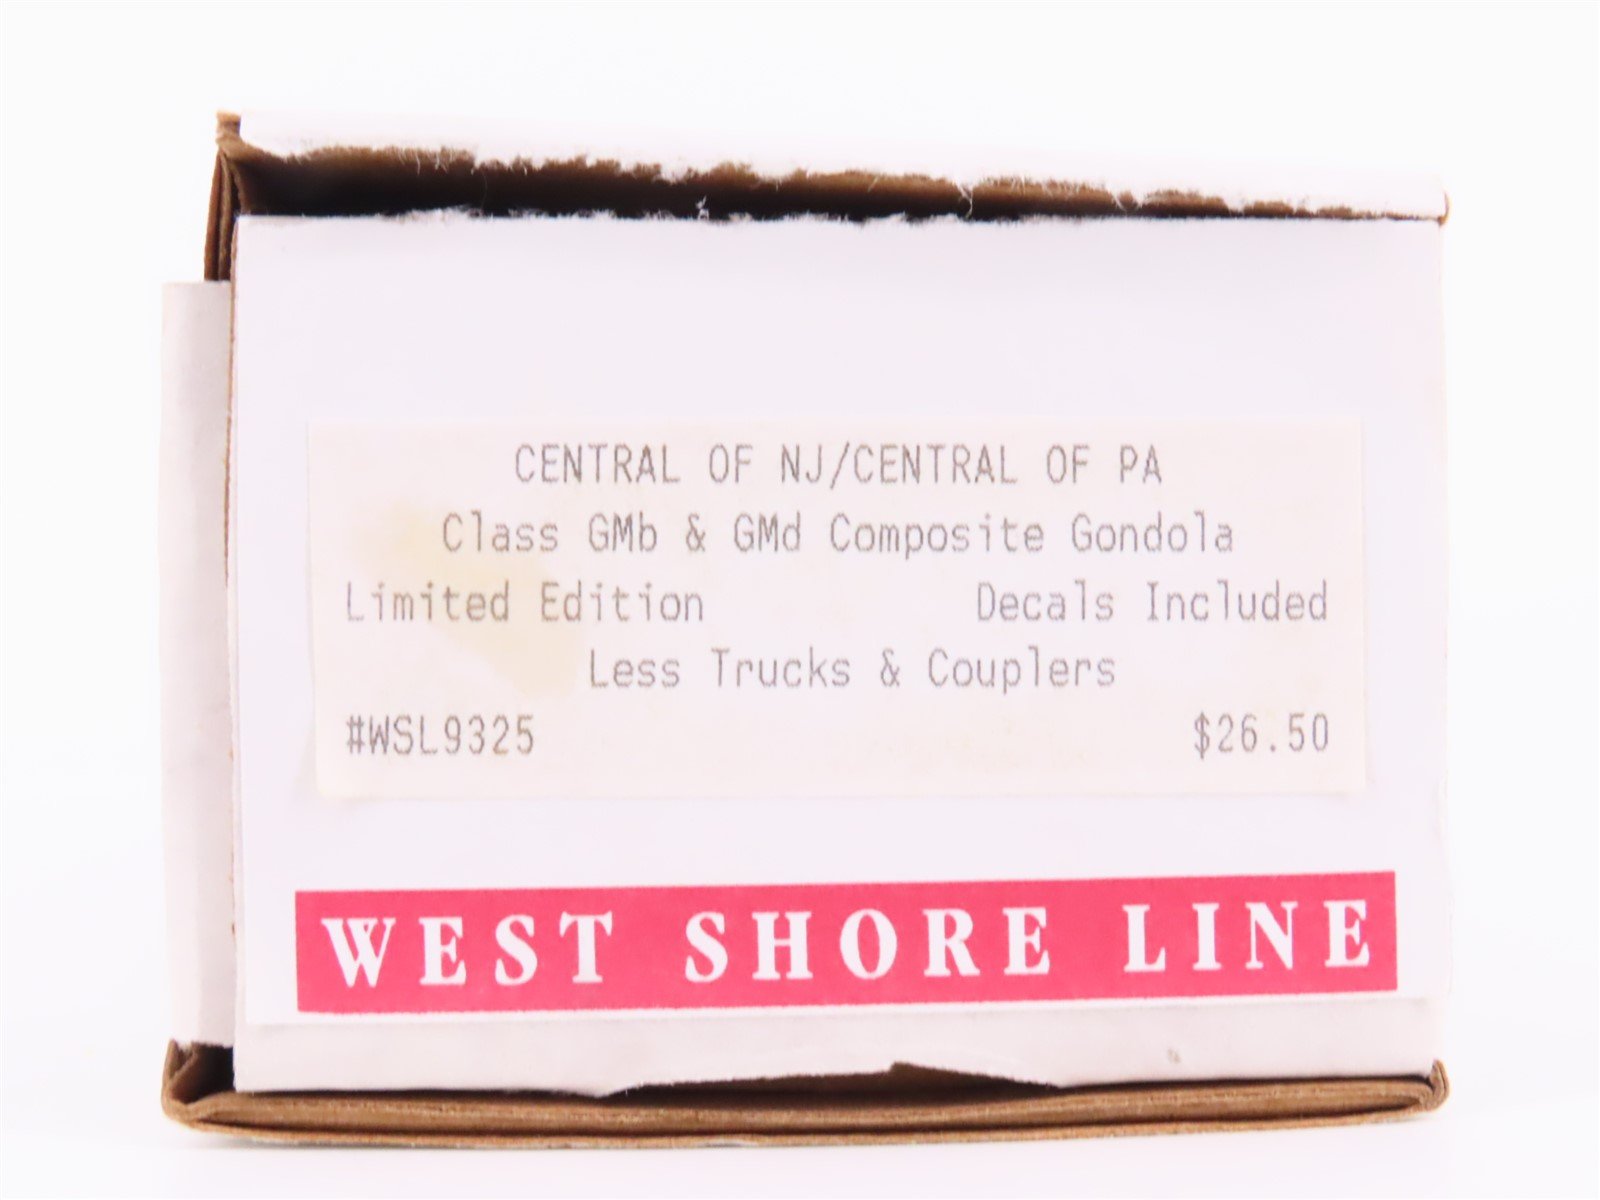 CENTRAL OF NJ/CENTRAL OF PA
Class GMb & GMd Composite Gondola
Limited Edition Decals Included
Less Trucks & Couplers
#WSL9325 $26.50
WEST SHORE LINE